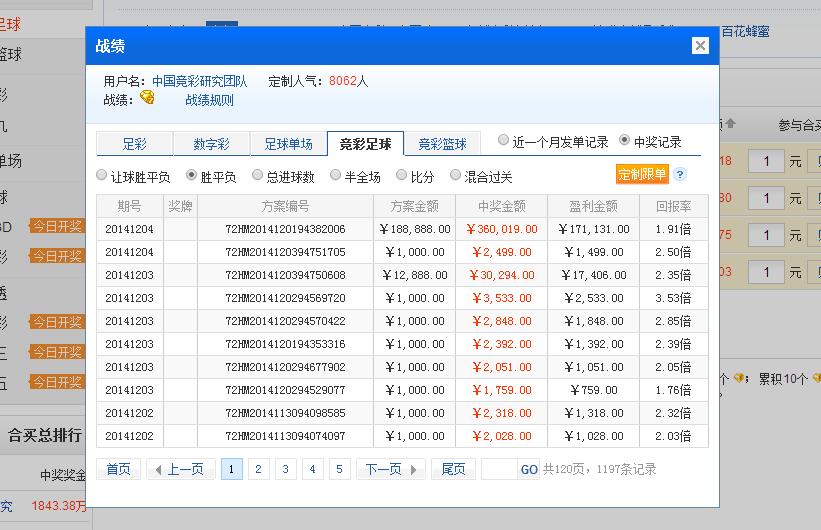 战绩
用户名：中国竞彩研究团队 定制人气：8062人
战绩： 战绩规则
足彩 数字彩 足球单场 竞彩足球 竞彩篮球 近一个月发单记录 中奖记录
让球胜平负 胜平负 总进球数 半全场 比分 混合过关 定制跟单 ?
期号 奖牌 方案编号 方案金额 中奖金额 盈利金额 回报率
20141204 72HM2014120194382006 ￥188,888.00 ￥360,019.00 ￥171,131.00 1.91倍
20141204 72HM2014120394751705 ￥1,000.00 ￥2,499.00 ￥1,499.00 2.50倍
20141203 72HM2014120394750608 ￥12,888.00 ￥30,294.00 ￥17,406.00 2.35倍
20141203 72HM2014120294569720 ￥1,000.00 ￥3,533.00 ￥2,533.00 3.53倍
20141203 72HM2014120294570422 ￥1,000.00 ￥2,848.00 ￥1,848.00 2.85倍
20141203 72HM2014120194353316 ￥1,000.00 ￥2,392.00 ￥1,392.00 2.39倍
20141203 72HM2014120294677902 ￥1,000.00 ￥2,051.00 ￥1,051.00 2.05倍
20141203 72HM2014120294529077 ￥1,000.00 ￥1,759.00 ￥759.00 1.76倍
20141202 72HM2014113094098585 ￥1,000.00 ￥2,318.00 ￥1,318.00 2.32倍
20141202 72HM2014113094074097 ￥1,000.00 ￥2,028.00 ￥1,028.00 2.03倍
首页 上一页 1 2 3 4 5 下一页 尾页 GO 共120页，1197条记录
足球
篮球
彩
九
单场
球
3D 今日开奖
彩 今日开奖
透
彩 今日开奖
三 今日开奖
五 今日开奖
合买总排行
中奖奖金
究 1843.38万
百花蜂蜜
参与合买
18 1 元
30 1 元
75 1 元
03 1 元
个 ； 累积10个